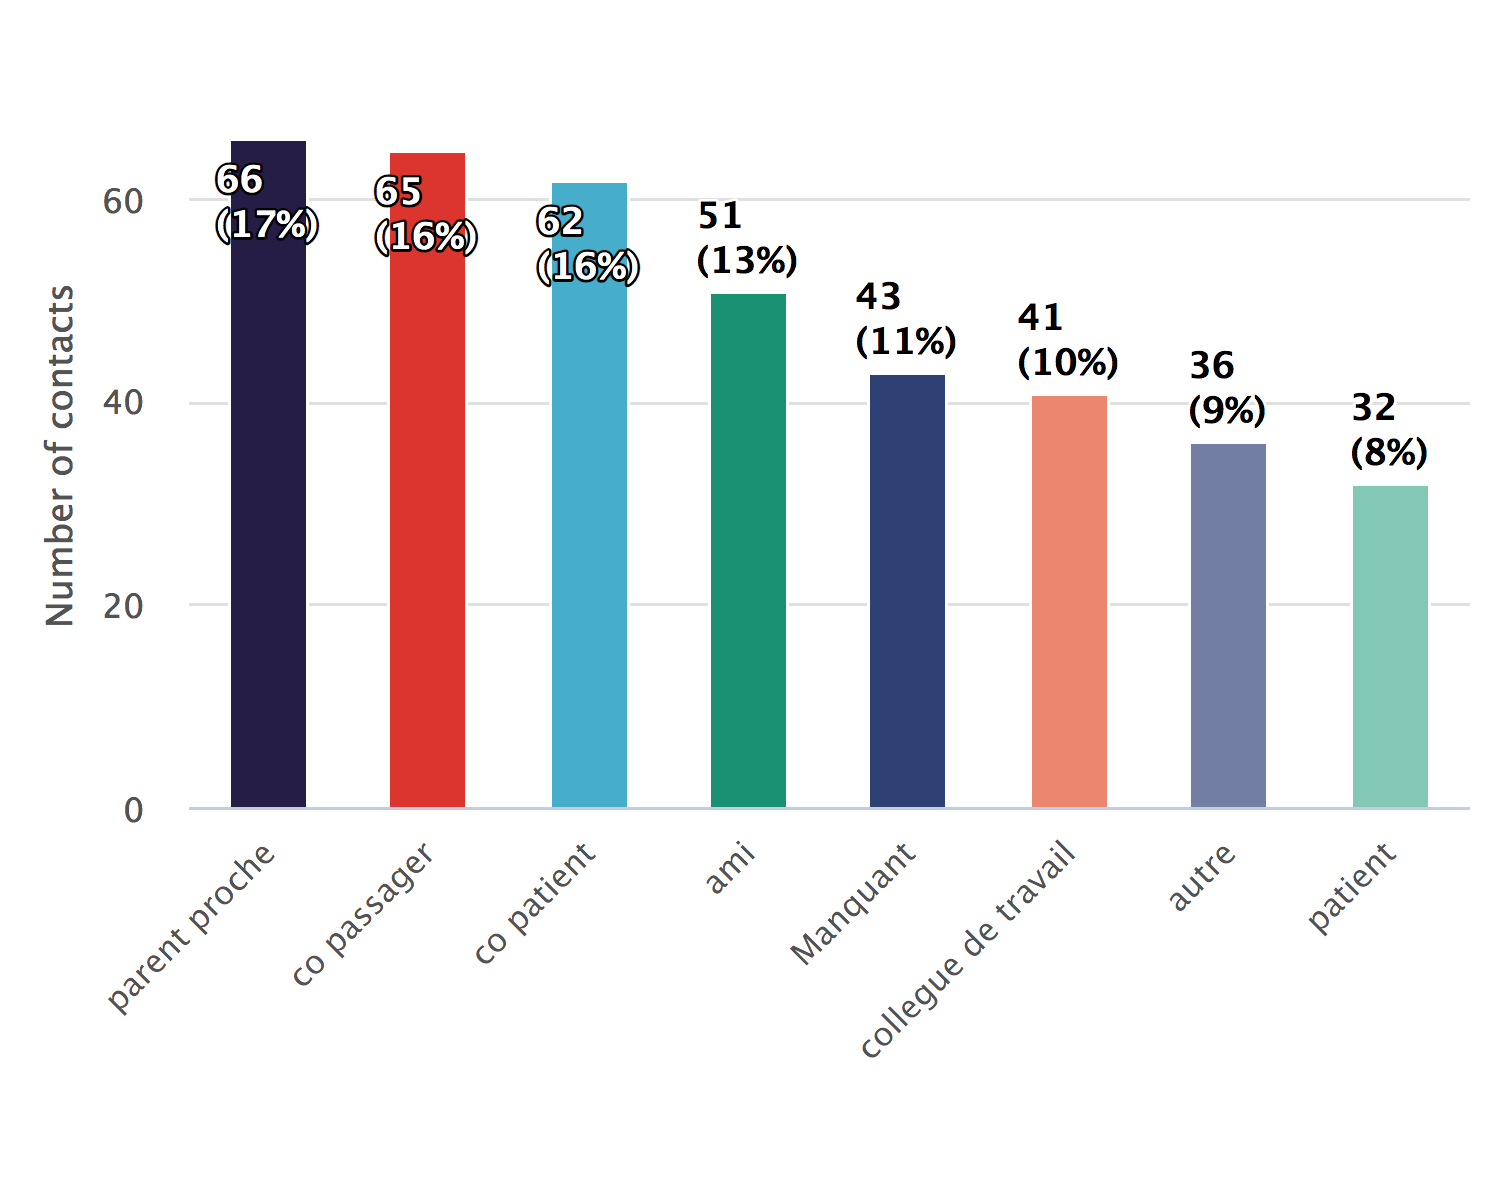 66
(17%)
65
(16%)
62
(16%)
51
(13%)
43
(11%)
41
(10%)
36
(9%)
32
(8%)
Number of contacts
60
40
20
0
parent proche
co passager
co patient
ami
Manquant
collegue de travail
autre
patient